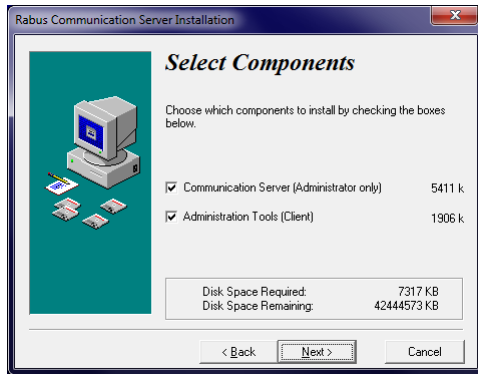 Rabus Communication Server Installation
Select Components
Choose which components to install by checking the boxes
below.
Communication Server (Administrator only) 5411 k
Administration Tools (Client) 1906 k
Disk Space Required: 7317 KB
Disk Space Remaining: 42444573 KB
< Back Next > Cancel